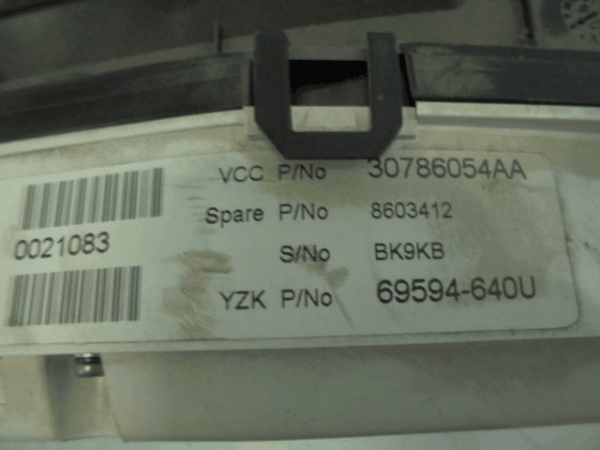 VCC P/No 30786054AA
Spare P/No 8603412
0021083
S/No BK9KB
YZK P/No 69594-640U